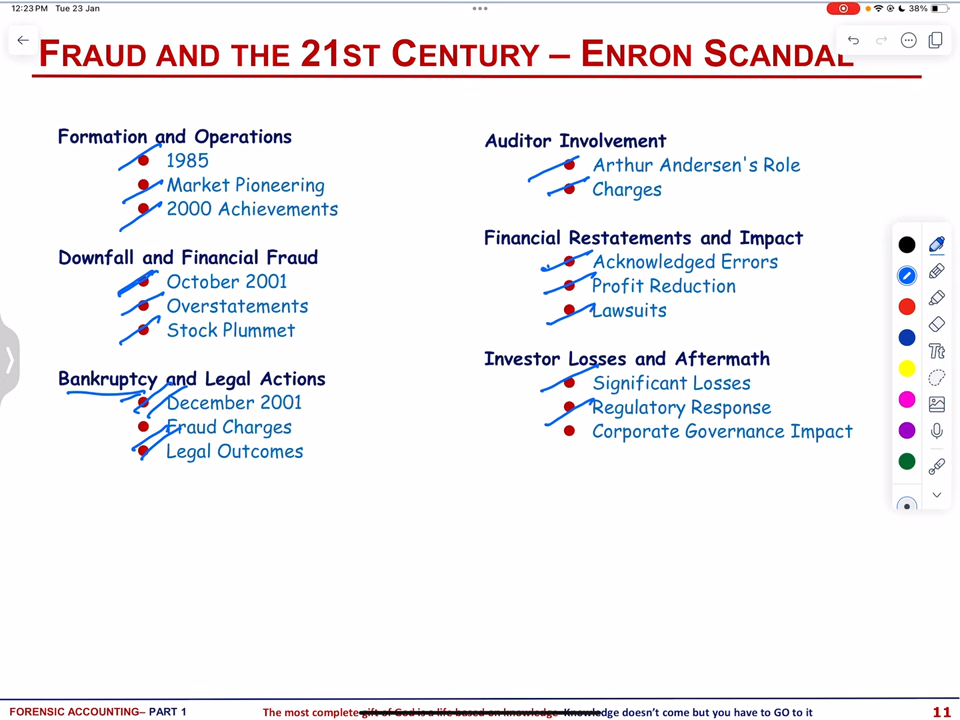 12:23 PM Tue 23 Jan
38%
FRAUD AND THE 21ST CENTURY – ENRON SCANDAL
Formation and Operations
1985
Market Pioneering
2000 Achievements
Downfall and Financial Fraud
October 2001
Overstatements
Stock Plummet
Bankruptcy and Legal Actions
December 2001
Fraud Charges
Legal Outcomes
Auditor Involvement
Arthur Andersen's Role
Charges
Financial Restatements and Impact
Acknowledged Errors
Profit Reduction
Lawsuits
Investor Losses and Aftermath
Significant Losses
Regulatory Response
Corporate Governance Impact
Tt
FORENSIC ACCOUNTING– PART 1
The most complete gift of God is a life based on knowledge. Knowledge doesn't come but you have to GO to it
11